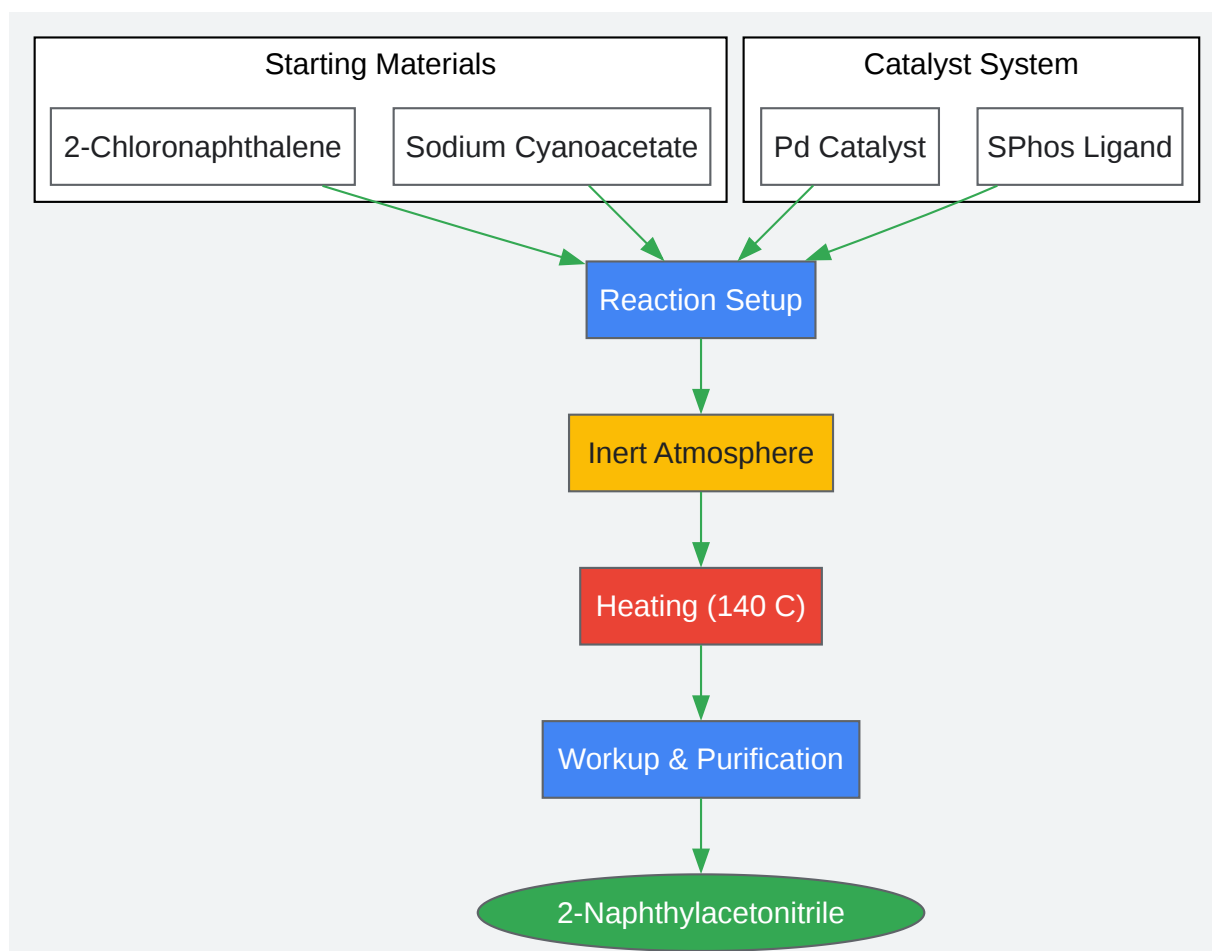 Starting Materials
Catalyst System
2-Chloronaphthalene
Sodium Cyanoacetate
Pd Catalyst
SPhos Ligand
Reaction Setup
Inert Atmosphere
Heating (140 C)
Workup & Purification
2-Naphthylacetonitrile